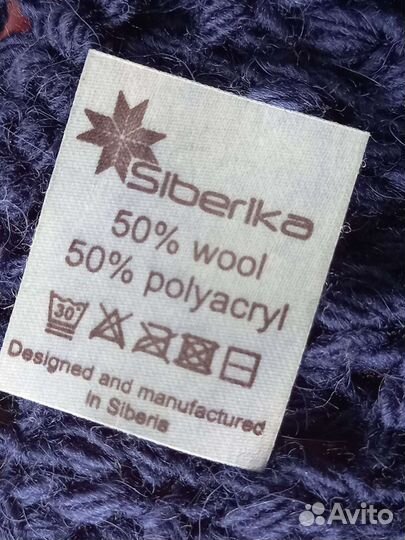 Siberika
50% wool
50% polyacryl
30°
Designed and manufactured
in Siberia
Avito